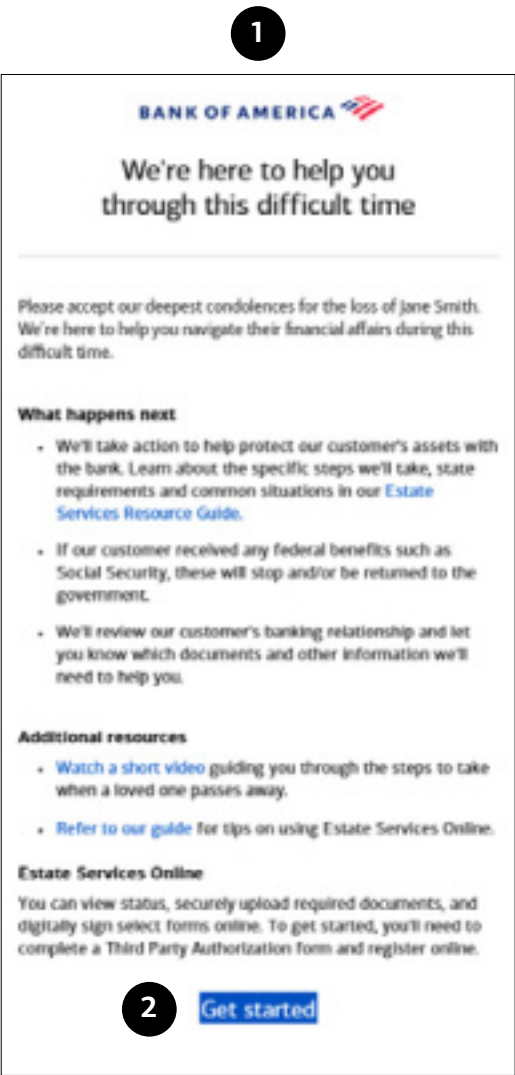 1
BANK OF AMERICA
We're here to help you
through this difficult time
Please accept our deepest condolences for the loss of Jane Smith.
We're here to help you navigate their financial affairs during this
difficult time.
What happens next
• We'll take action to help protect our customer's assets with
the bank. Learn about the specific steps we'll take, state
requirements and common situations in our Estate
Services Resource Guide.
• If our customer received any federal benefits such as
Social Security, these will stop and/or be returned to the
government.
• We'll review our customer's banking relationship and let
you know which documents and other information we'll
need to help you.
Additional resources
• Watch a short video guiding you through the steps to take
when a loved one passes away.
• Refer to our guide for tips on using Estate Services Online.
Estate Services Online
You can view status, securely upload required documents, and
digitally sign select forms online. To get started, you'll need to
complete a Third Party Authorization form and register online.
2 Get started